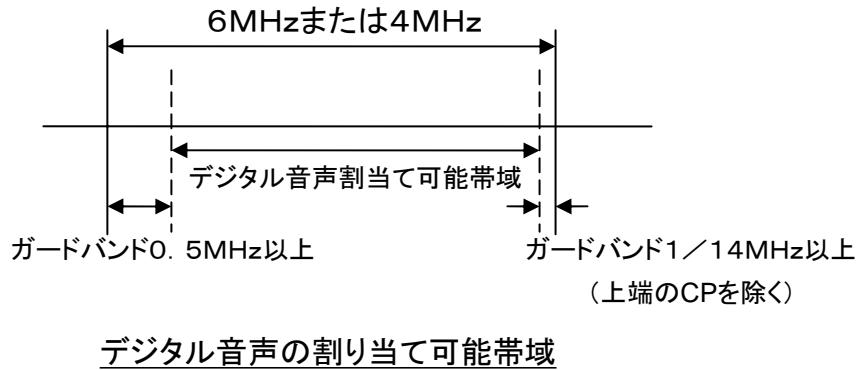 6MHzまたは4MHz
デジタル音声割当て可能帯域
ガードバンド0．5MHz以上
ガードバンド1／14MHz以上
（上端のCPを除く）
デジタル音声の割り当て可能帯域